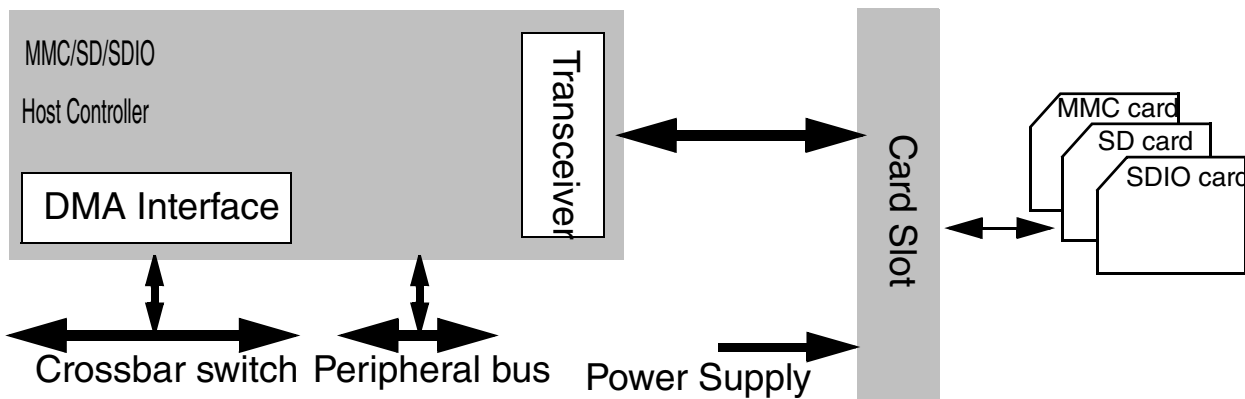 MMC/SD/SDIO
Host Controller
Transceiver
DMA Interface
Card Slot
MMC card
SD card
SDIO card
Crossbar switch
Peripheral bus
Power Supply